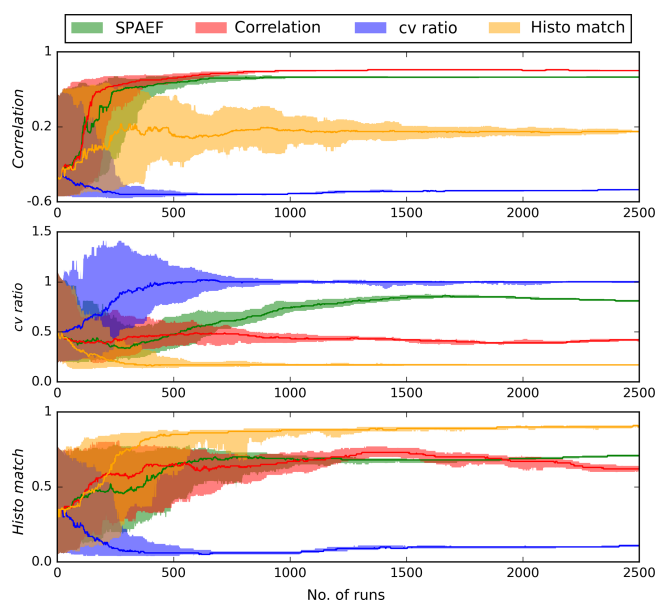 SPAEF Correlation cv ratio Histo match
Correlation
1
0.2
-0.6
0 500 1000 1500 2000 2500
cv ratio
1.5
1.0
0.5
0.0
0 500 1000 1500 2000 2500
Histo match
1
0.5
0.0
0 500 1000 1500 2000 2500
No. of runs